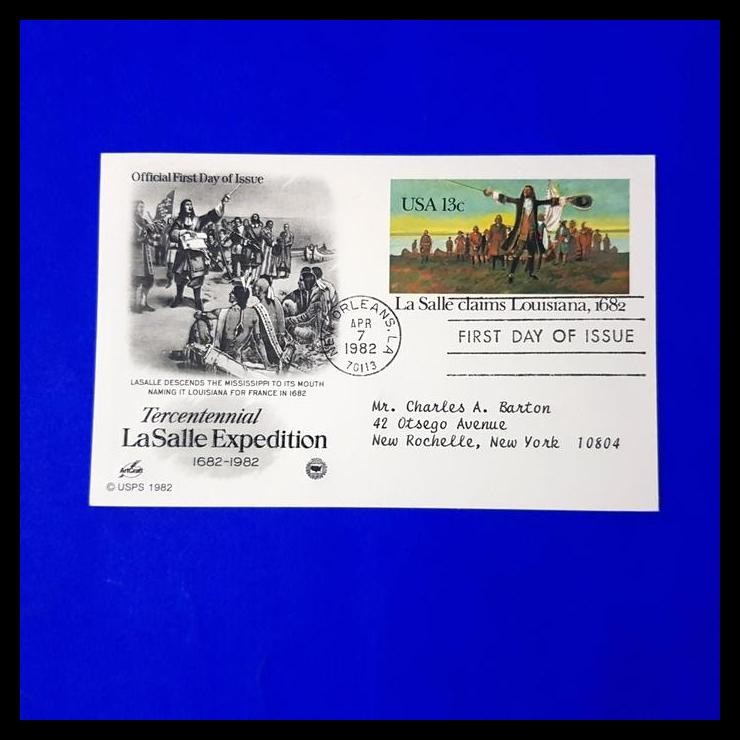 Official First Day of Issue
USA 13c
La Salle claims Louisiana, 1682
NEW ORLEANS, LA
APR
7
1982
70113
FIRST DAY OF ISSUE
LASALLE DESCENDS THE MISSISSIPPI TO ITS MOUTH
NAMING IT LOUISIANA FOR FRANCE IN 1682
Tercentennial
LaSalle Expedition
1682-1982
ArtCraft
© USPS 1982
Mr. Charles A. Barton
42 Otsego Avenue
New Rochelle, New York 10804